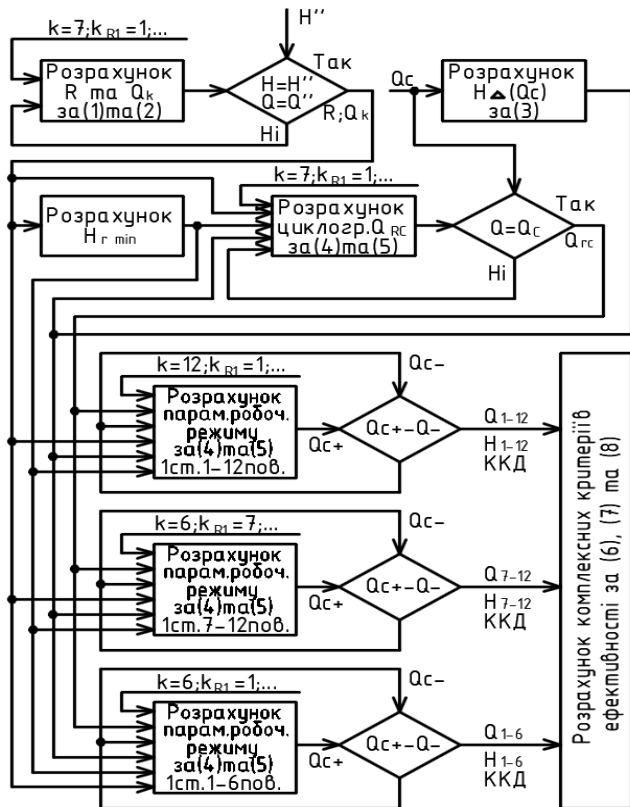 k=7;kR1=1;...
H''
Розрахунок
R та Qk
за(1)та(2)
H=H''
Q=Q''
Так
R;Qk
Ні
Qc
Розрахунок
H▵(Qc)
за(3)
Розрахунок
Hr min
k=7;kR1=1;...
Розрахунок
циклогр.QRC
за(4)та(5)
Q=QC
Так
Qrc
Ні
k=12;kR1=1;...
Розрахунок
парам.робоч.
режиму
за(4)та(5)
1ст.1-12пов.
Qc+
Qc-
Qc+-Q-
Q1-12
H1-12
ККД
k=6;kR1=7;...
Розрахунок
парам.робоч.
режиму
за(4)та(5)
1ст.7-12пов.
Qc+
Qc-
Qc+-Q-
Q7-12
H7-12
ККД
k=6;kR1=1;...
Розрахунок
парам.робоч.
режиму
за(4)та(5)
1ст.1-6пов.
Qc+
Qc-
Qc+-Q-
Q1-6
H1-6
ККД
Розрахунок комплексних критеріїв
ефективності за (6), (7) та (8)